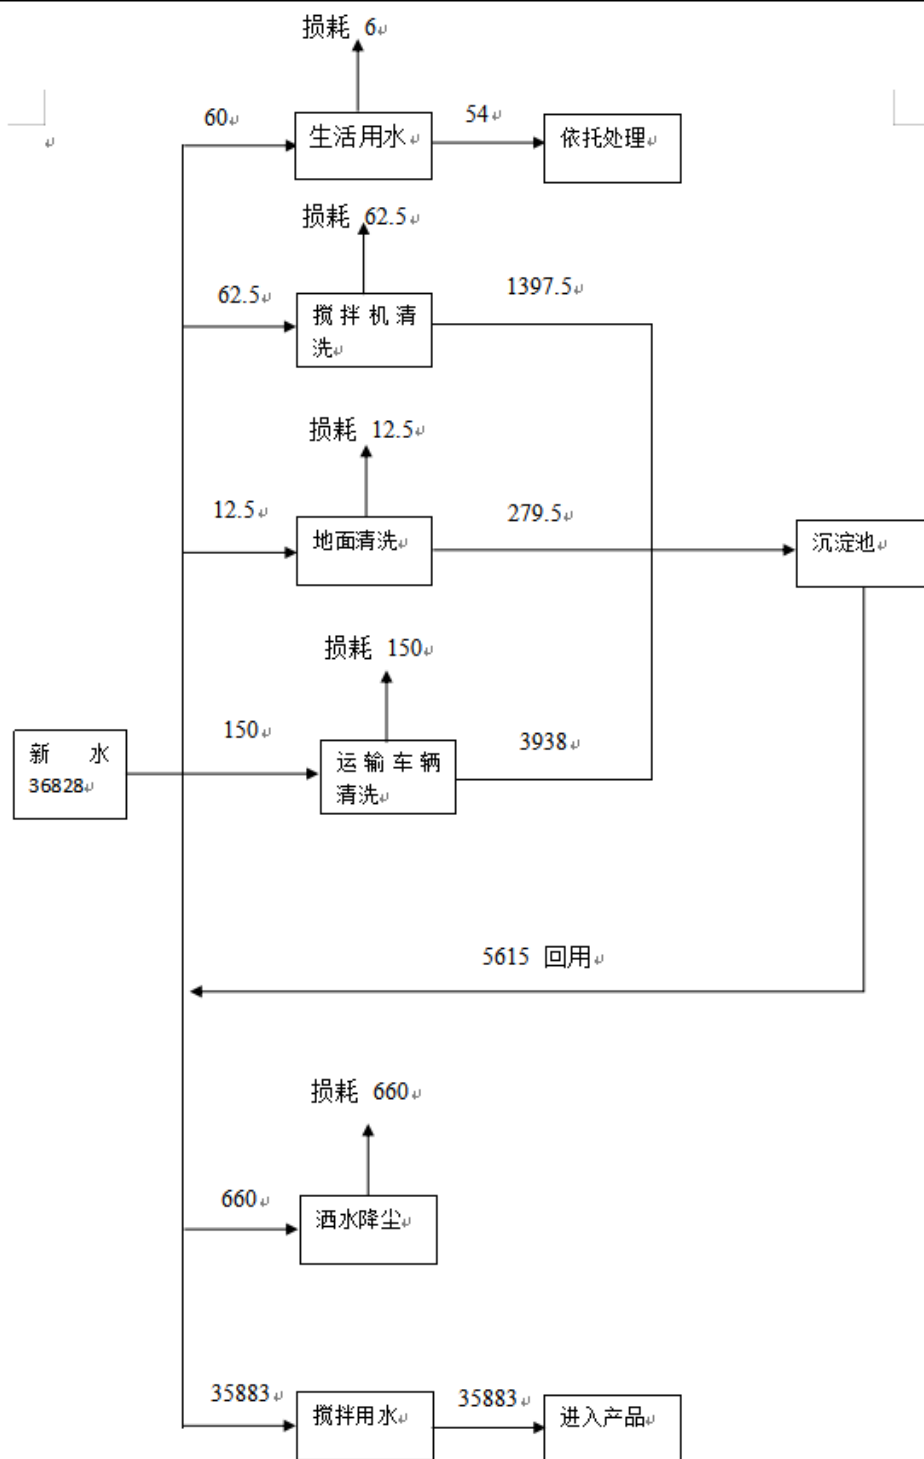 损耗 6
60
生活用水
54
依托处理
损耗 62.5
62.5
搅拌机清
洗
1397.5
损耗 12.5
12.5
地面清洗
279.5
沉淀池
损耗 150
150
新 水
36828
运输车辆
清洗
3938
5615 回用
损耗 660
660
洒水降尘
35883
搅拌用水
35883
进入产品